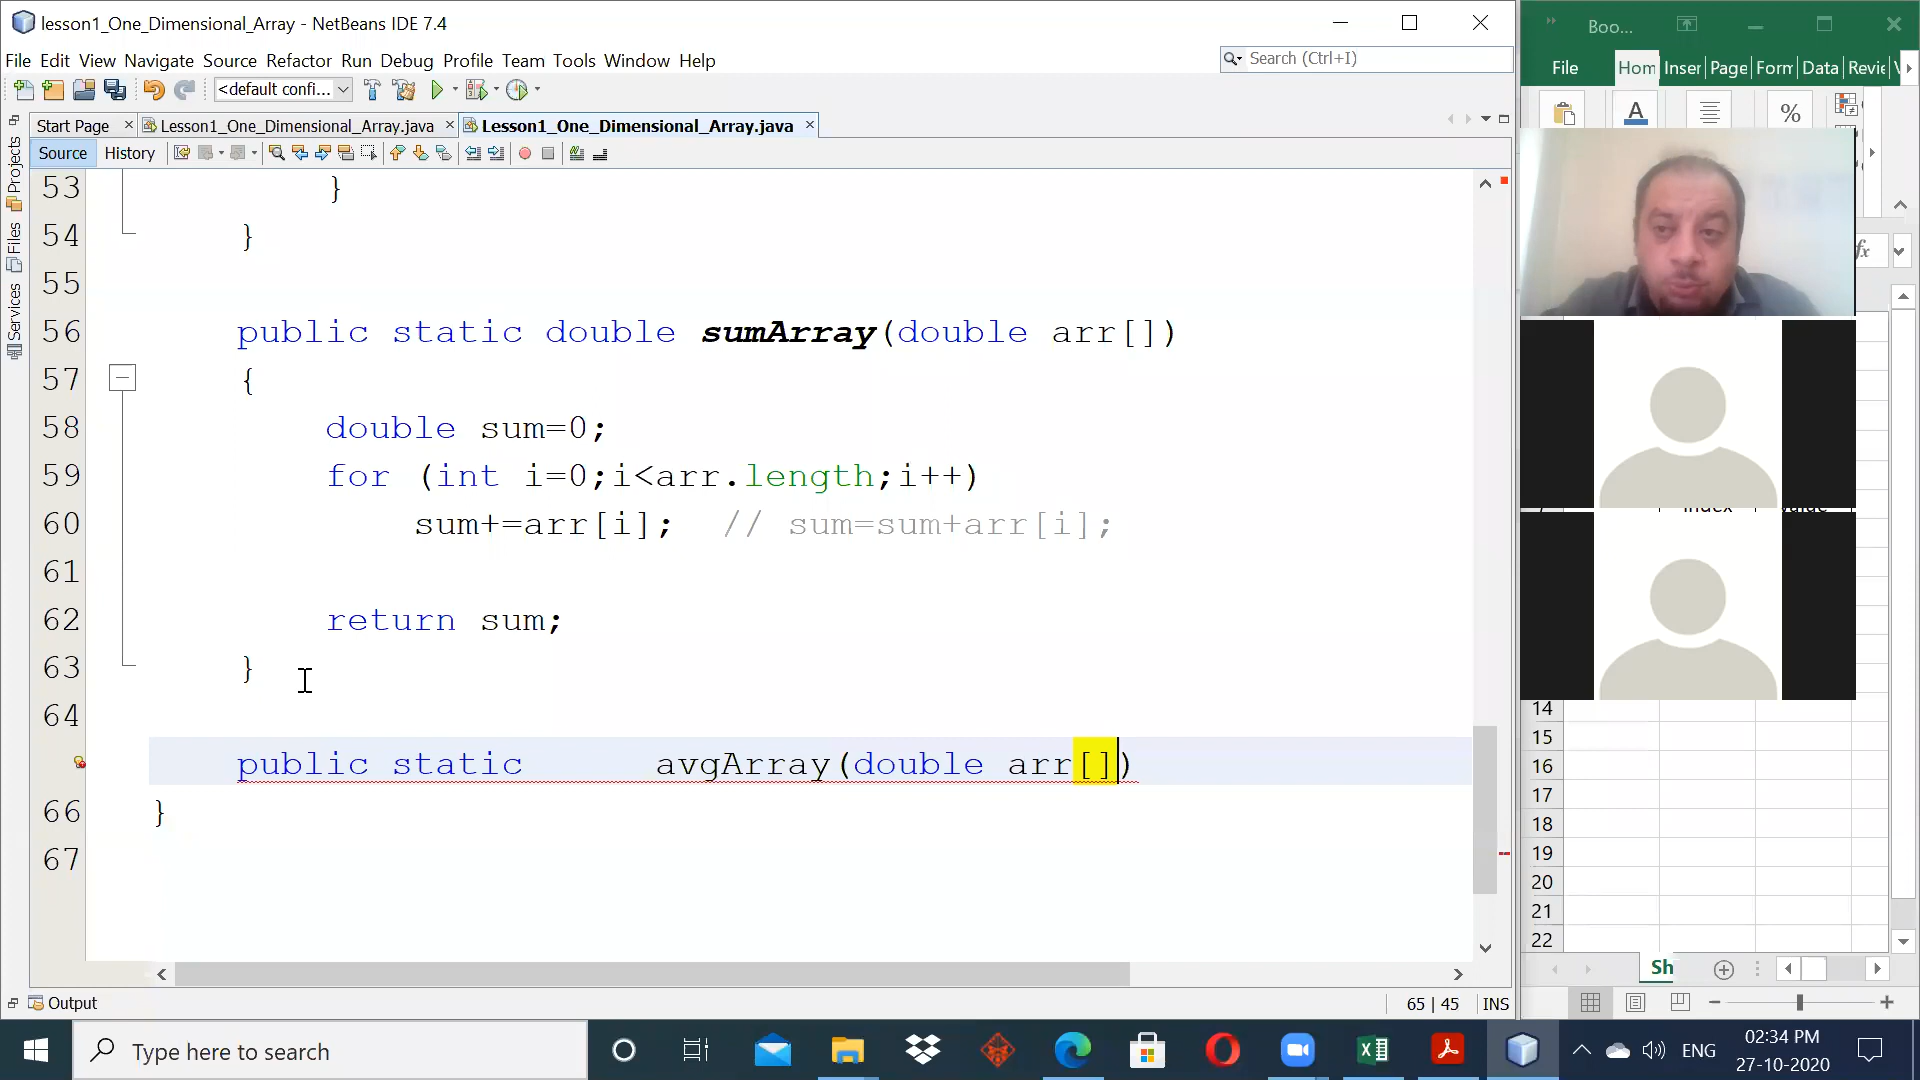 lesson1_One_Dimensional_Array - NetBeans IDE 7.4
File Edit View Navigate Source Refactor Run Debug Profile Team Tools Window Help
Search (Ctrl+I)
<default confi...
Start Page
Lesson1_One_Dimensional_Array.java
Lesson1_One_Dimensional_Array.java
Source History
Projects
Files
Services
53 }
54 }
55
56 public static double sumArray(double arr[])
57 {
58 double sum=0;
59 for (int i=0;i<arr.length;i++)
60 sum+=arr[i]; // sum=sum+arr[i];
61
62 return sum;
63 }
64
public static avgArray(double arr[])
66 }
67
Output
65 | 45 INS
Boo...
File Hom Inser Page Form Data Revie
A
%
fx
14
15
16
17
18
19
20
21
22
Sh
Type here to search
ENG
02:34 PM
27-10-2020